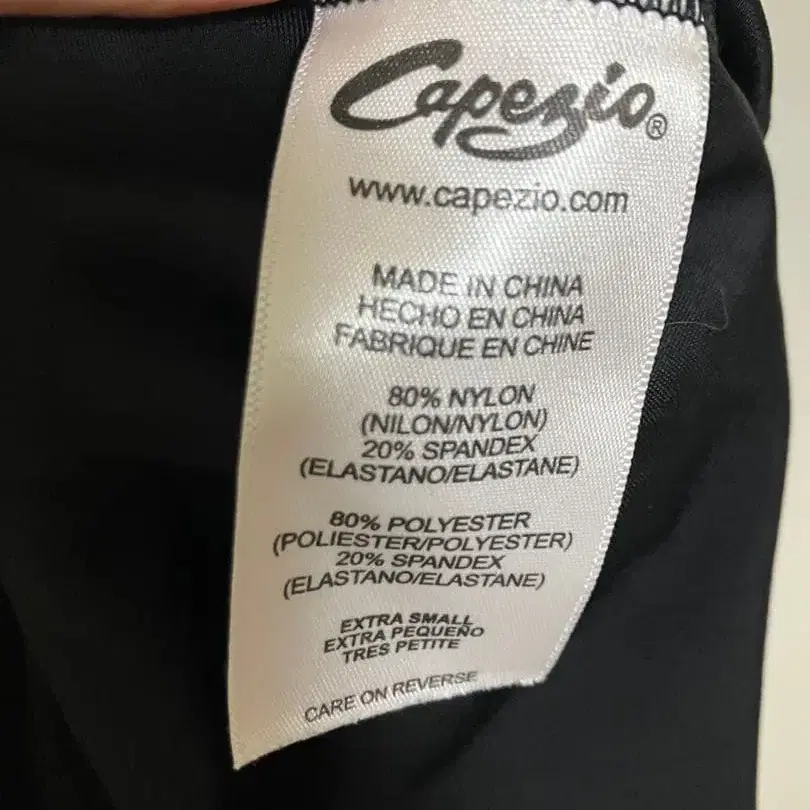 Capezio®
www.capezio.com
MADE IN CHINA
HECHO EN CHINA
FABRIQUE EN CHINE
80% NYLON
(NILON/NYLON)
20% SPANDEX
(ELASTANO/ELASTANE)
80% POLYESTER
(POLIESTER/POLYESTER)
20% SPANDEX
(ELASTANO/ELASTANE)
EXTRA SMALL
EXTRA PEQUEÑO
TRES PETITE
CARE ON REVERSE